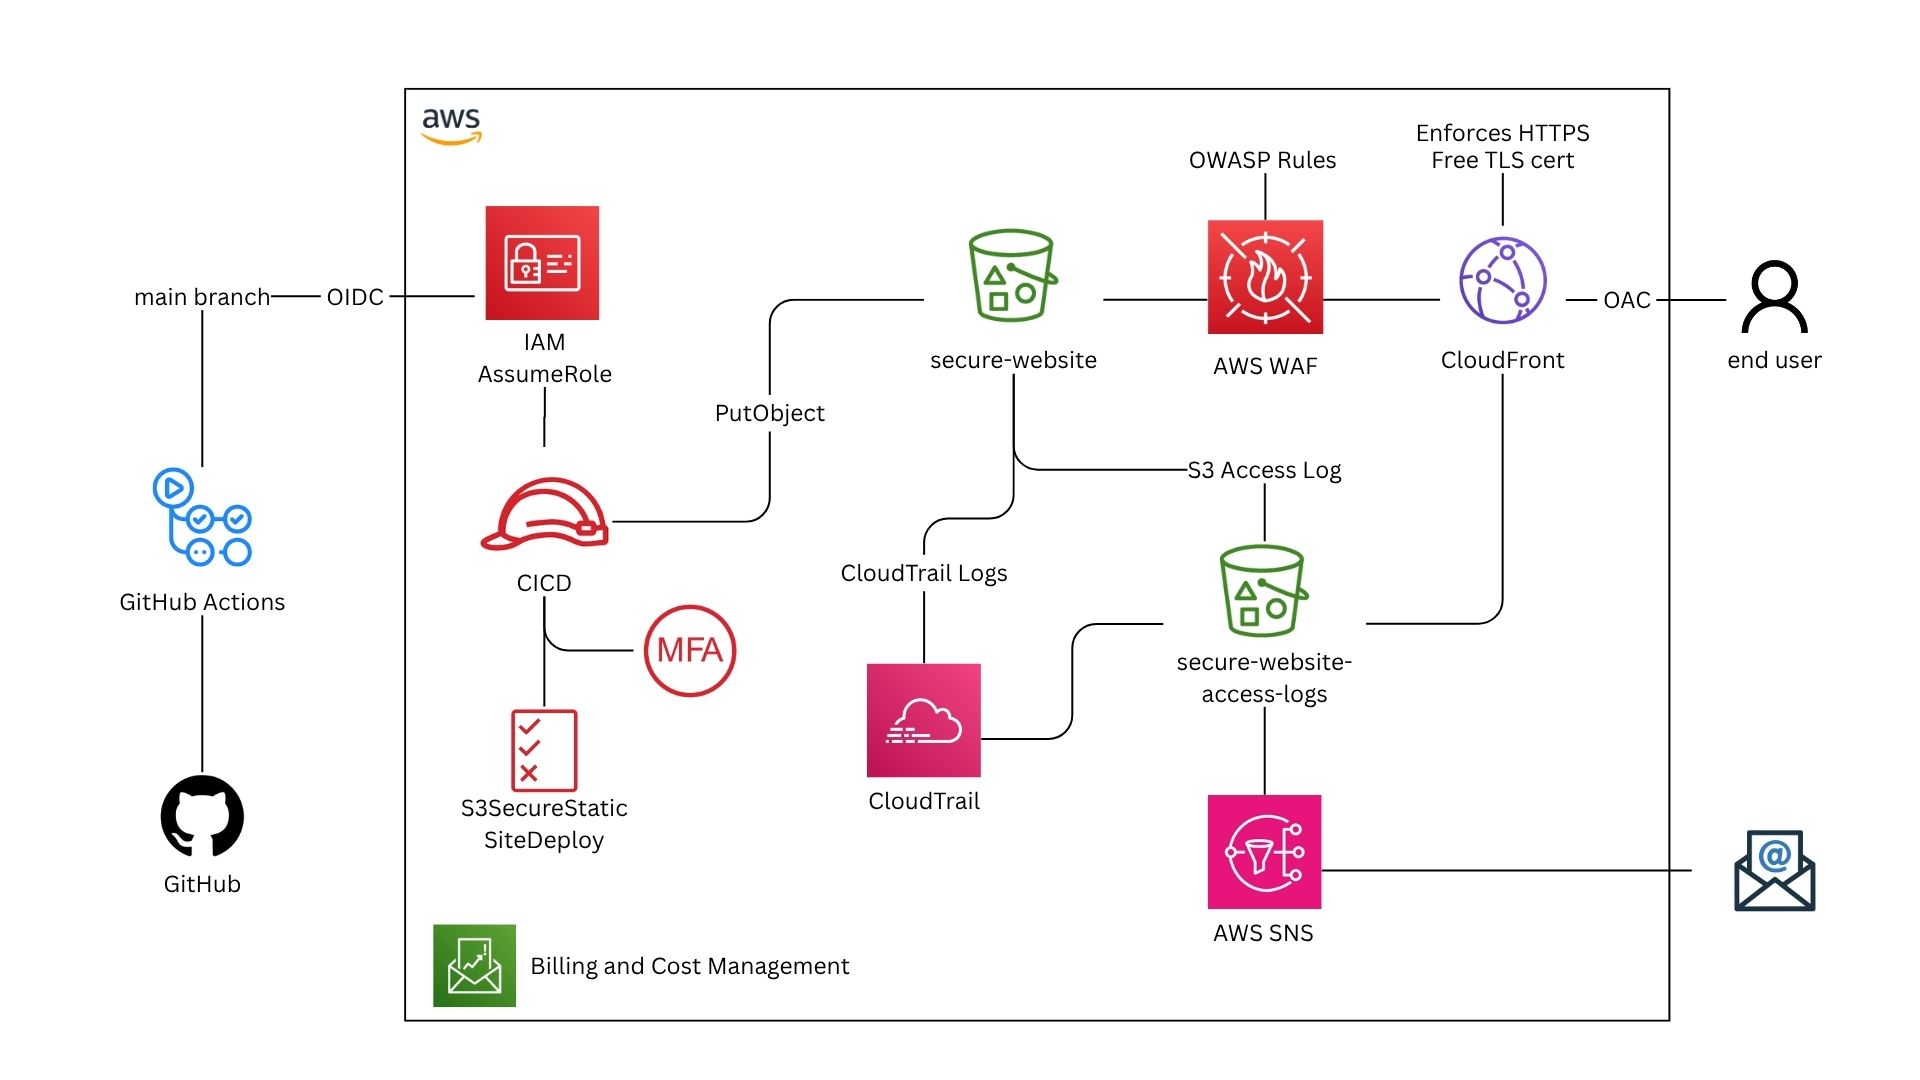 aws
Enforces HTTPS
Free TLS cert
OWASP Rules
main branch
OIDC
IAM
AssumeRole
secure-website
AWS WAF
CloudFront
OAC
end user
PutObject
S3 Access Log
CloudTrail Logs
GitHub Actions
CICD
MFA
secure-website-
access-logs
CloudTrail
S3SecureStatic
SiteDeploy
GitHub
@
AWS SNS
Billing and Cost Management